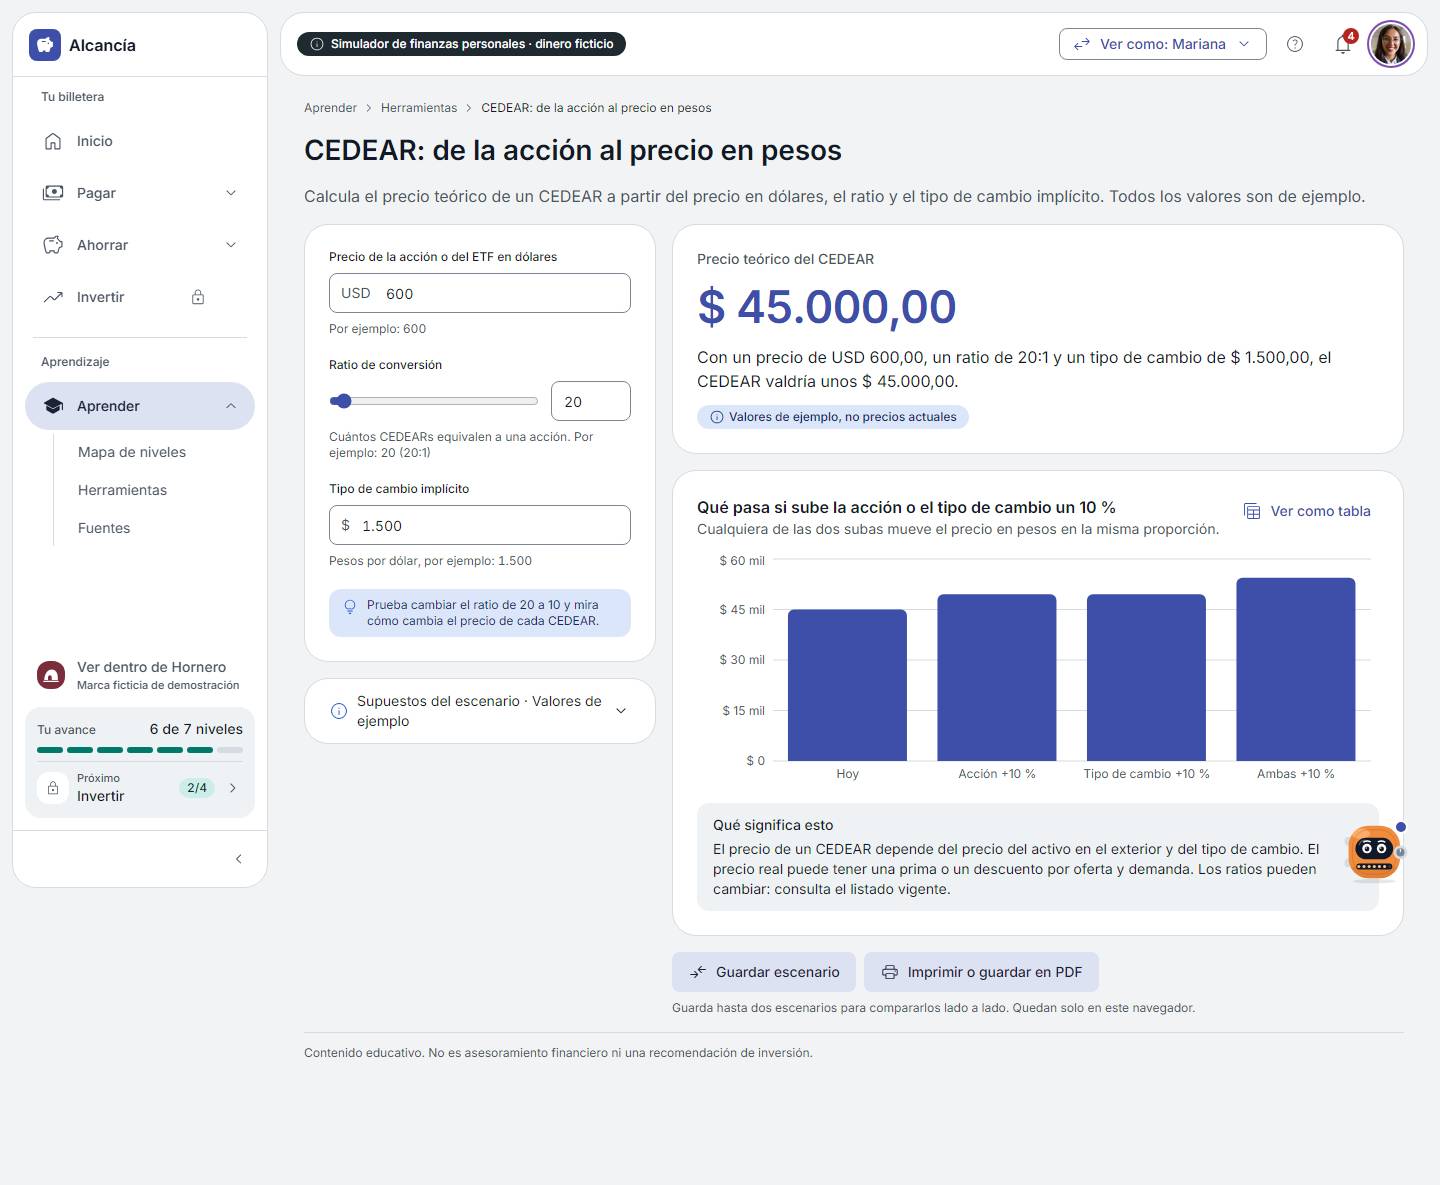 Alcancía
Simulador de finanzas personales · dinero ficticio
Ver como: Mariana
4
Tu billetera
Inicio
Pagar
Ahorrar
Invertir
Aprendizaje
Aprender
Mapa de niveles
Herramientas
Fuentes
Ver dentro de Hornero
Marca ficticia de demostración
Tu avance
6 de 7 niveles
Próximo
Invertir
2/4
Aprender
Herramientas
CEDEAR: de la acción al precio en pesos
CEDEAR: de la acción al precio en pesos
Calcula el precio teórico de un CEDEAR a partir del precio en dólares, el ratio y el tipo de cambio implícito. Todos los valores son de ejemplo.
Precio de la acción o del ETF en dólares
USD 600
Por ejemplo: 600
Ratio de conversión
20
Cuántos CEDEARs equivalen a una acción. Por
ejemplo: 20 (20:1)
Tipo de cambio implícito
$ 1.500
Pesos por dólar, por ejemplo: 1.500
Prueba cambiar el ratio de 20 a 10 y mira
cómo cambia el precio de cada CEDEAR.
Supuestos del escenario · Valores de
ejemplo
Precio teórico del CEDEAR
$ 45.000,00
Con un precio de USD 600,00, un ratio de 20:1 y un tipo de cambio de $ 1.500,00, el
CEDEAR valdría unos $ 45.000,00.
Valores de ejemplo, no precios actuales
Qué pasa si sube la acción o el tipo de cambio un 10 %
Cualquiera de las dos subas mueve el precio en pesos en la misma proporción.
Ver como tabla
$ 60 mil
$ 45 mil
$ 30 mil
$ 15 mil
$ 0
Hoy
Acción +10 %
Tipo de cambio +10 %
Ambas +10 %
Qué significa esto
El precio de un CEDEAR depende del precio del activo en el exterior y del tipo de cambio. El
precio real puede tener una prima o un descuento por oferta y demanda. Los ratios pueden
cambiar: consulta el listado vigente.
Guardar escenario
Imprimir o guardar en PDF
Guarda hasta dos escenarios para compararlos lado a lado. Quedan solo en este navegador.
Contenido educativo. No es asesoramiento financiero ni una recomendación de inversión.